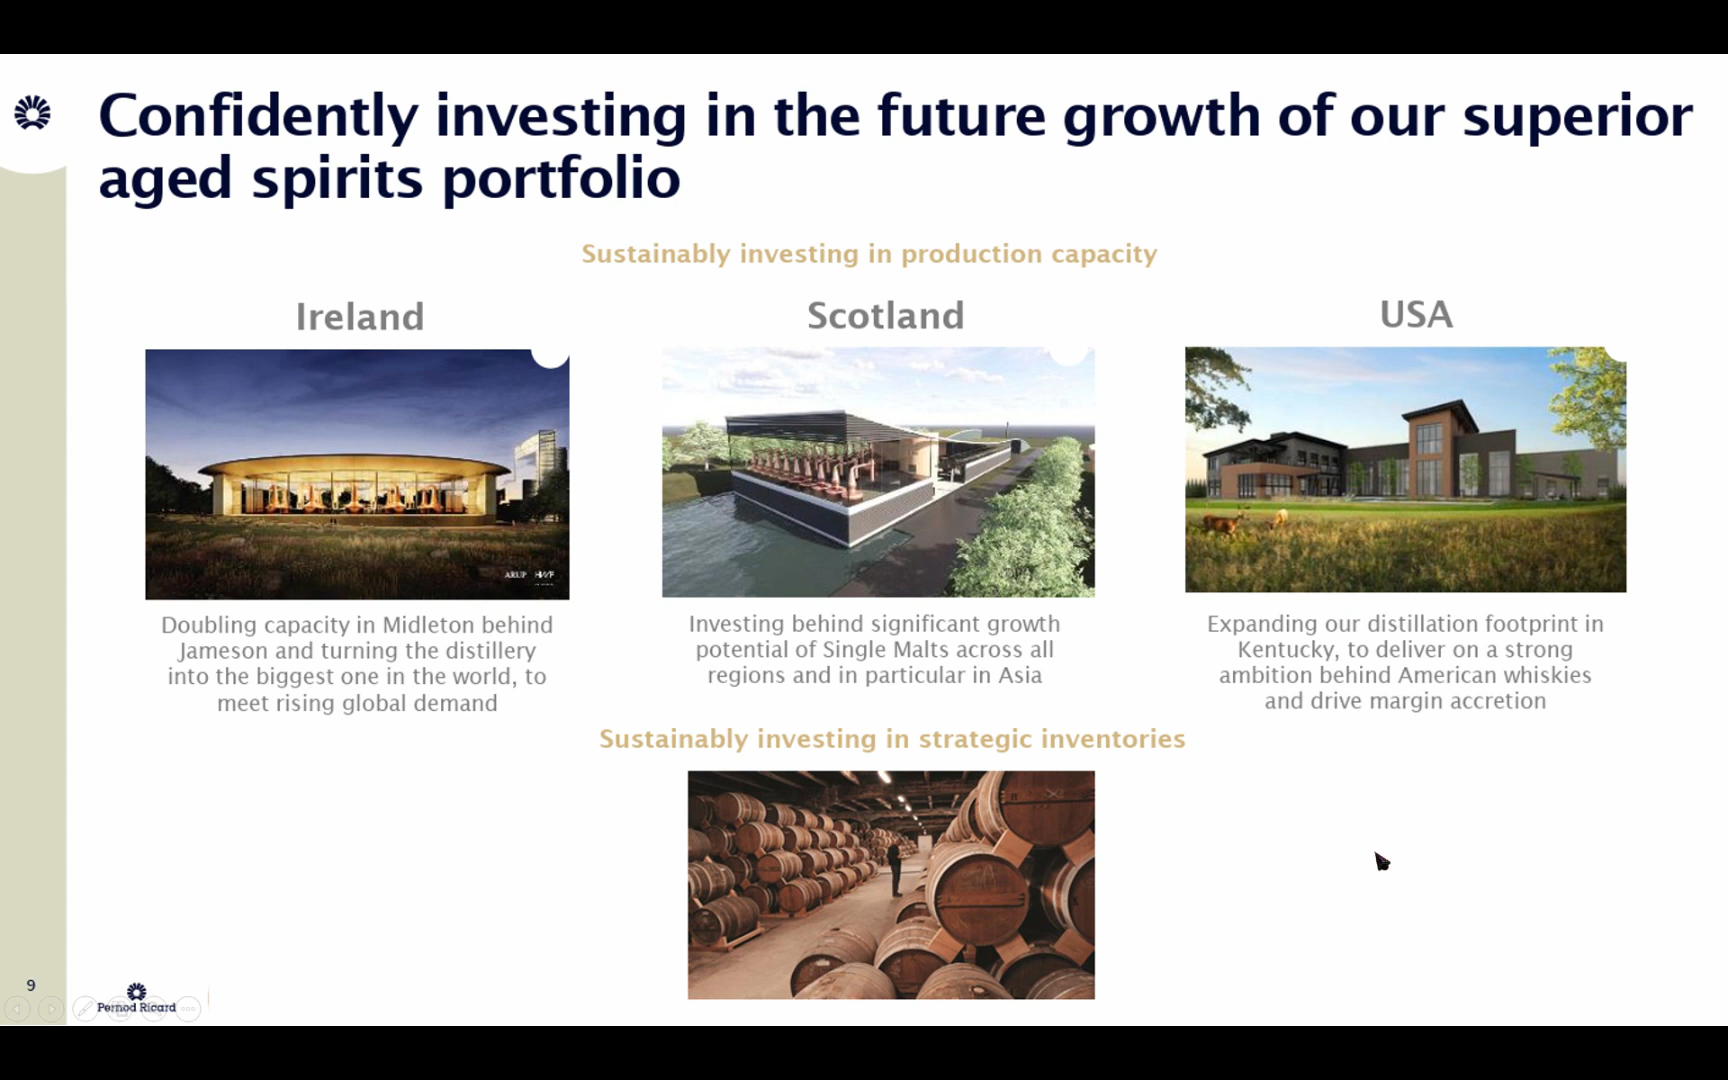 Confidently investing in the future growth of our superior
aged spirits portfolio
Sustainably investing in production capacity
Ireland
Scotland
USA
ARUP
Doubling capacity in Midleton behind
Jameson and turning the distillery
into the biggest one in the world, to
meet rising global demand
Investing behind significant growth
potential of Single Malts across all
regions and in particular in Asia
Expanding our distillation footprint in
Kentucky, to deliver on a strong
ambition behind American whiskies
and drive margin accretion
Sustainably investing in strategic inventories
9
Pernod Ricard